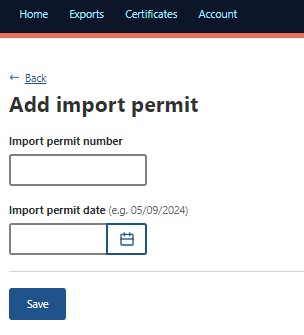 Home Exports Certificates Account
← Back
Add import permit
Import permit number
Import permit date (e.g. 05/09/2024)
Save